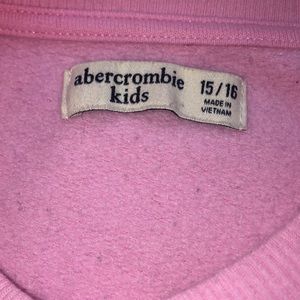 abercrombie
kids
15/16
MADE IN
VIETNAM